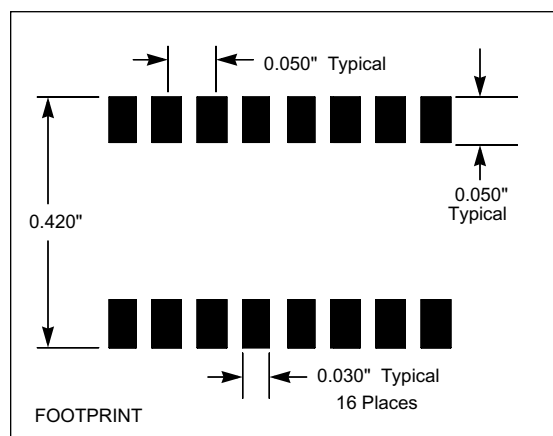 0.050" Typical
0.050"
Typical
0.420"
0.030" Typical
16 Places
FOOTPRINT